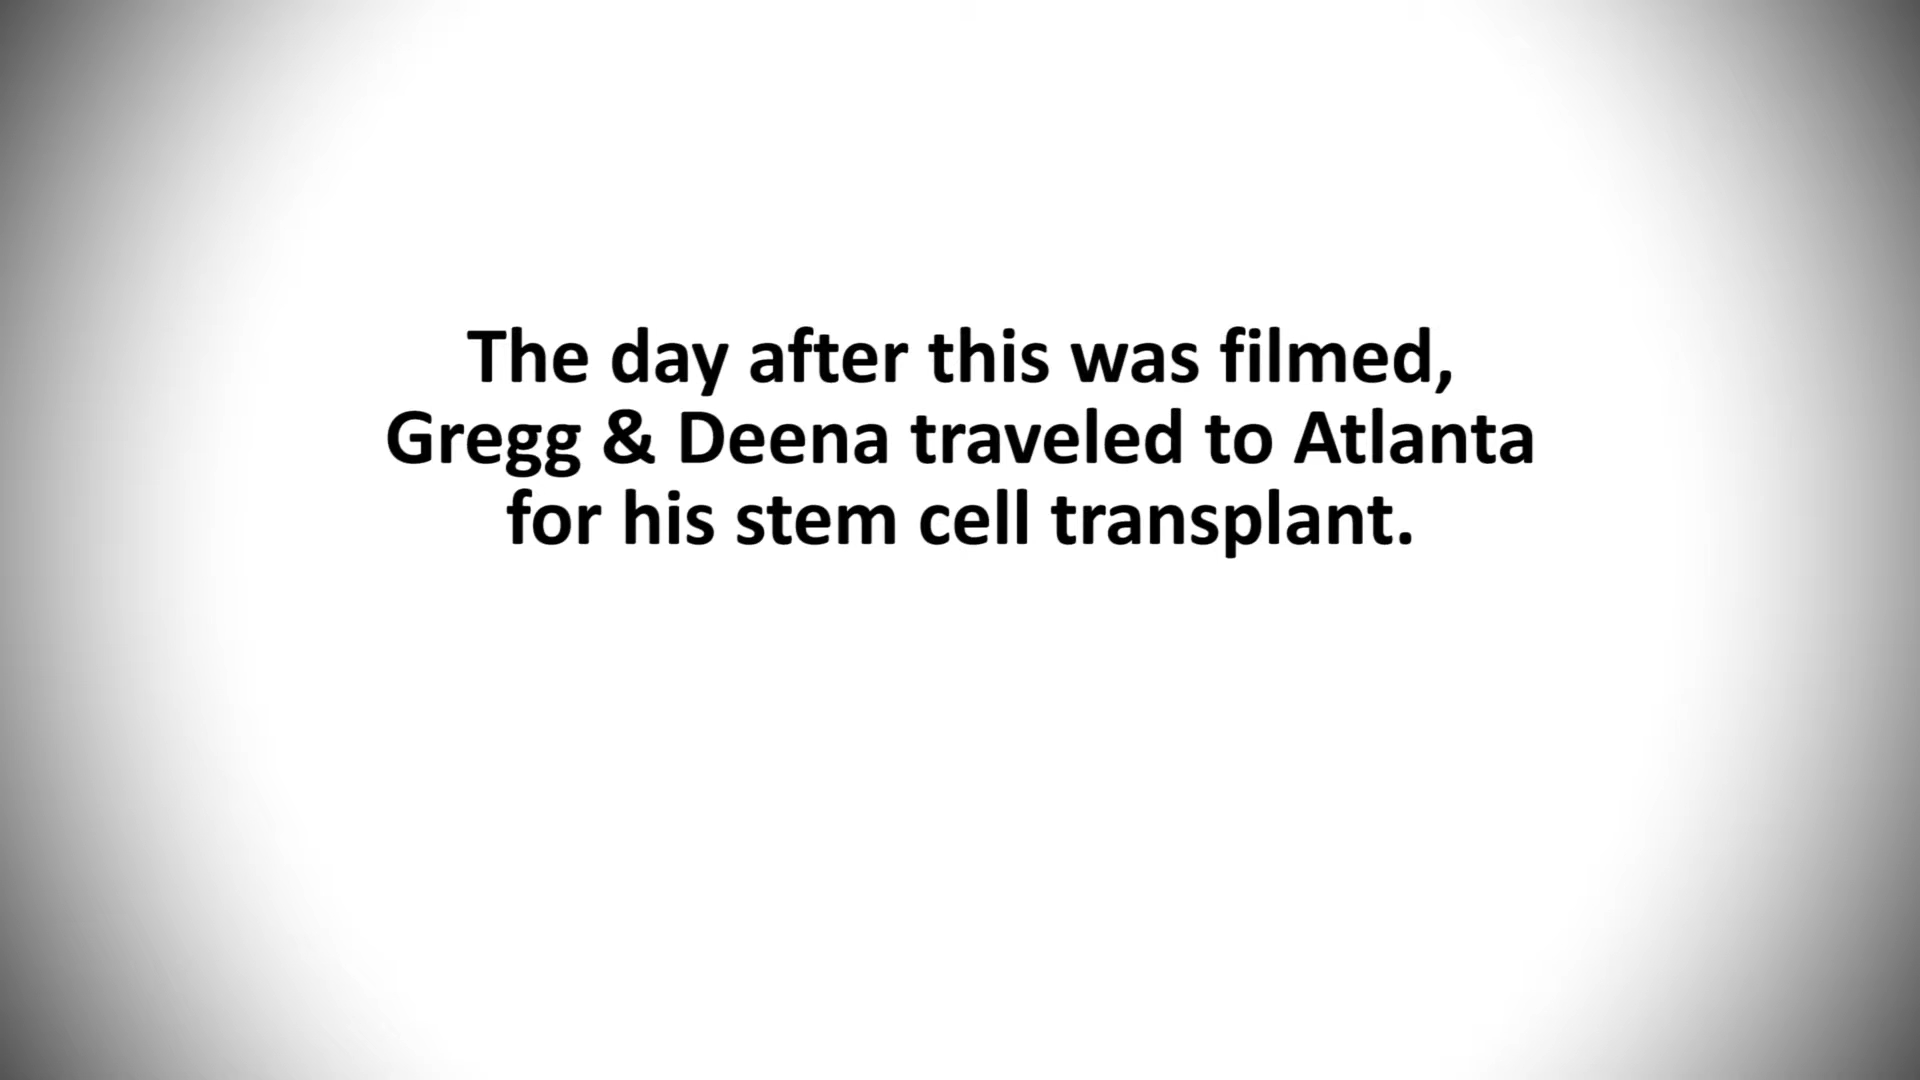 The day after this was filmed,
Gregg & Deena traveled to Atlanta
for his stem cell transplant.